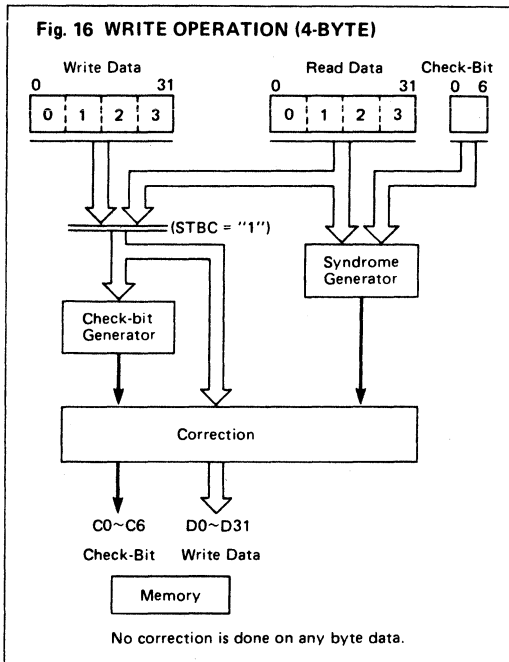 Fig. 16 WRITE OPERATION (4-BYTE)
Write Data Read Data Check-Bit
0 31 0 31 0 6
0 1 2 3 0 1 2 3
(STBC = "1")
Syndrome
Generator
Check-bit
Generator
Correction
C0~C6 D0~D31
Check-Bit Write Data
Memory
No correction is done on any byte data.